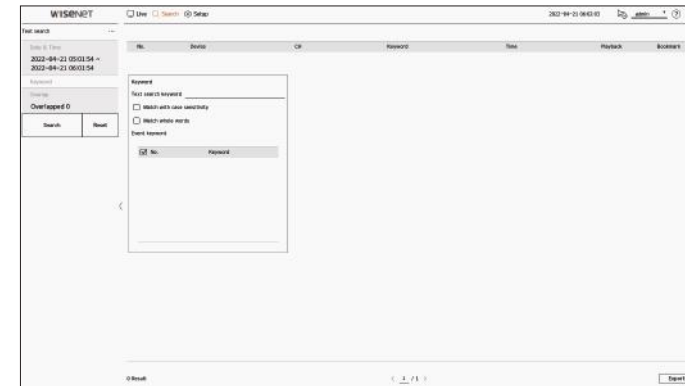 WISENET
Live Search Setup
2022-04-21 06:02:03 admin
Text search
Date & Time
2022-04-21 05:01:54 ~
2022-04-21 06:01:54
Keyword
Overlap
Overlapped 0
Search Reset
No. Device CH Keyword Time Playback Bookmark
Keyword
Text search keyword
Match with case sensitivity
Match whole words
Event keyword
No. Keyword
0 Result
1 / 1
Export